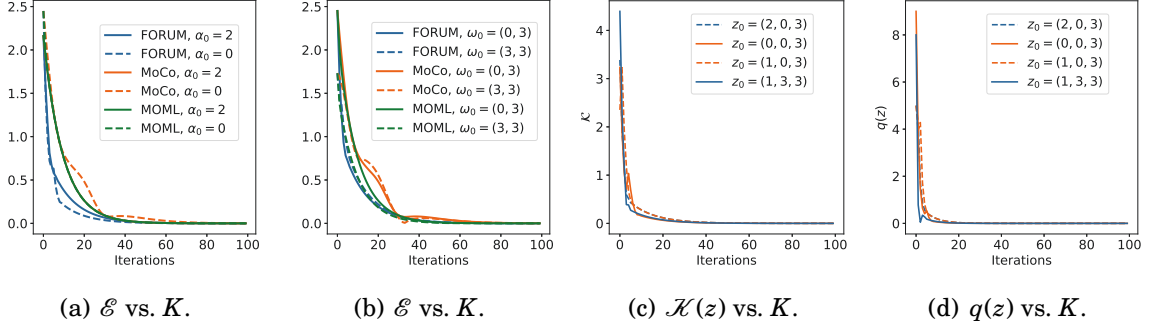 2.5
2.0
1.5
1.0
0.5
0.0
0 20 40 60 80 100
Iterations
FORUM, α₀ = 2
FORUM, α₀ = 0
MoCo, α₀ = 2
MoCo, α₀ = 0
MOML, α₀ = 2
MOML, α₀ = 0
(a) ℰ vs. K.
2.5
2.0
1.5
1.0
0.5
0.0
0 20 40 60 80 100
Iterations
FORUM, ω₀ = (0, 3)
FORUM, ω₀ = (3, 3)
MoCo, ω₀ = (0, 3)
MoCo, ω₀ = (3, 3)
MOML, ω₀ = (0, 3)
MOML, ω₀ = (3, 3)
(b) ℰ vs. K.
𝒦
4
3
2
1
0
0 20 40 60 80 100
Iterations
z₀ = (2, 0, 3)
z₀ = (0, 0, 3)
z₀ = (1, 0, 3)
z₀ = (1, 3, 3)
(c) 𝒦(z) vs. K.
q(z)
8
6
4
2
0
0 20 40 60 80 100
Iterations
z₀ = (2, 0, 3)
z₀ = (0, 0, 3)
z₀ = (1, 0, 3)
z₀ = (1, 3, 3)
(d) q(z) vs. K.